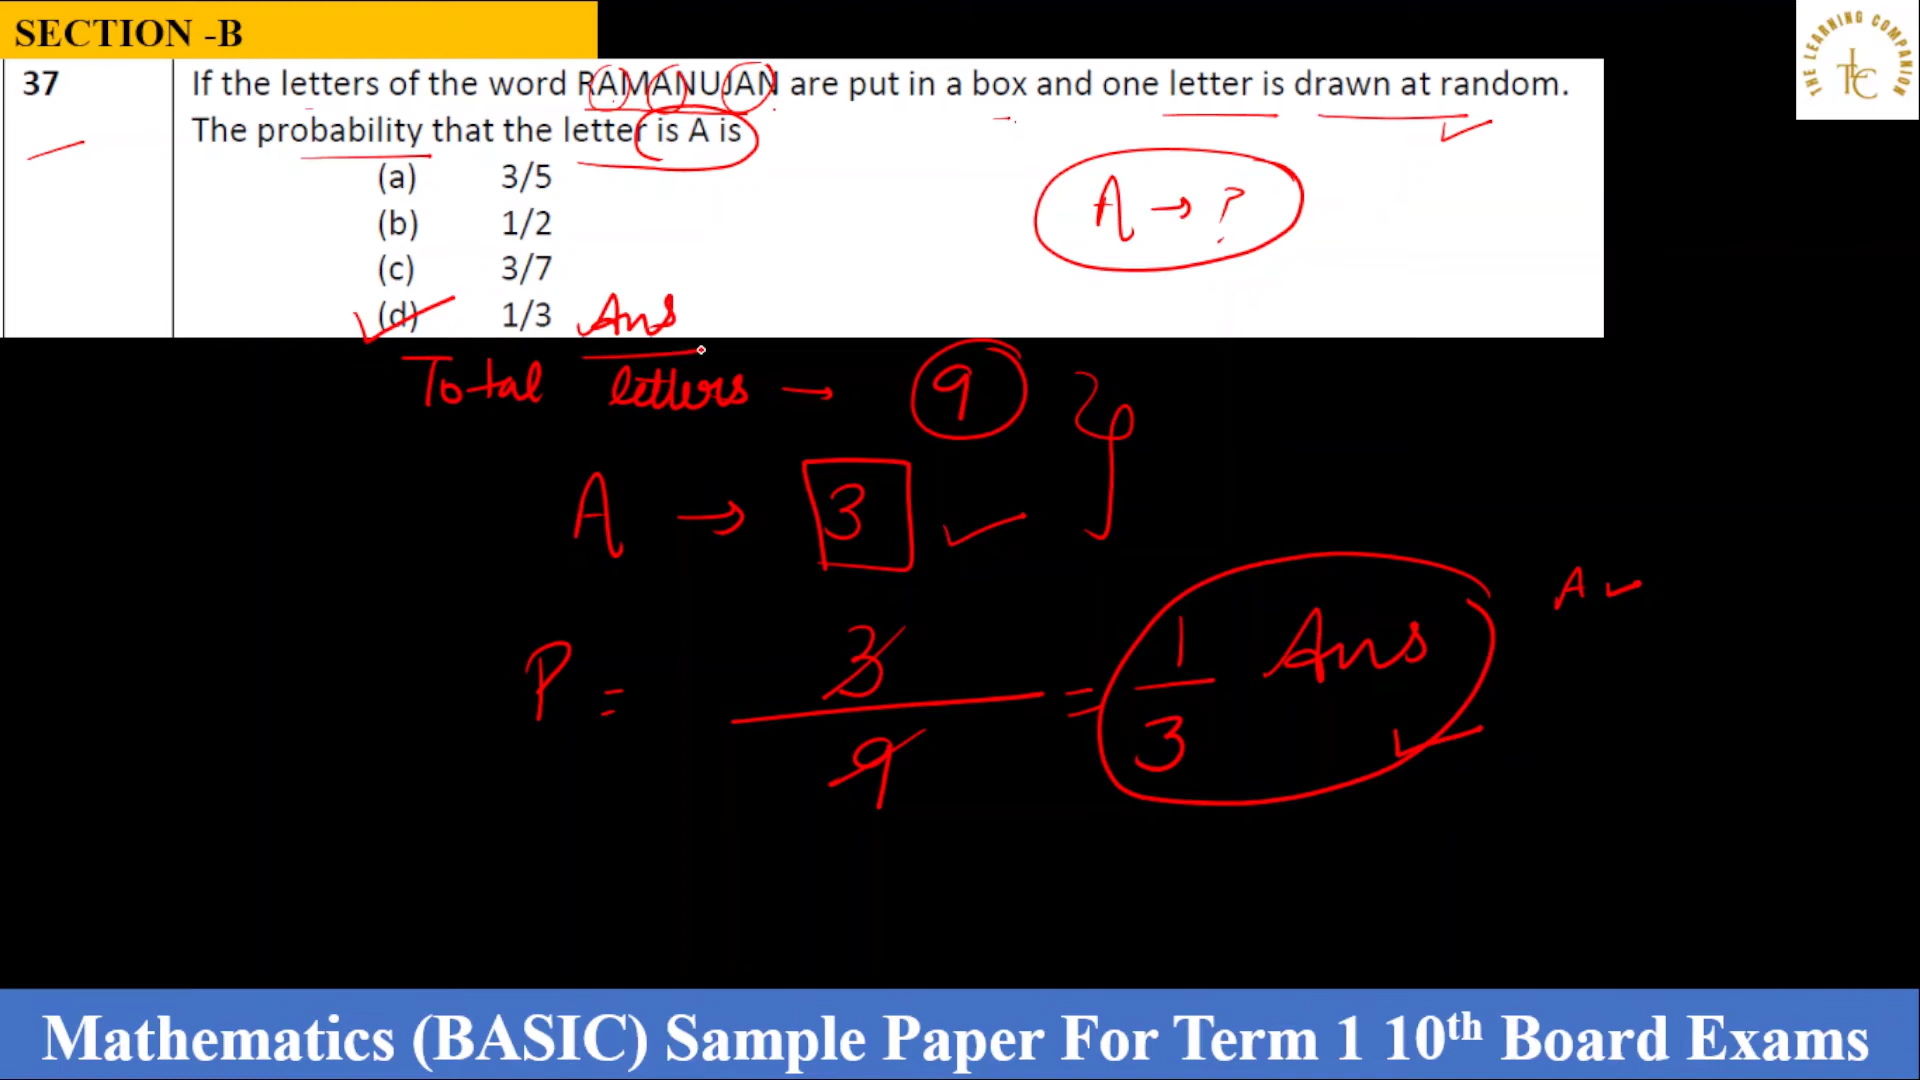 SECTION -B
THE LEARNING COMPANION
TLC
37 If the letters of the word RAMANUJAN are put in a box and one letter is drawn at random.
The probability that the letter is A is
(a) 3/5
(b) 1/2
(c) 3/7
(d) 1/3 Ans
A → ?
Total letters → 9
A → 3
P = 3/9 = 1/3 Ans
A
Mathematics (BASIC) Sample Paper For Term 1 10th Board Exams